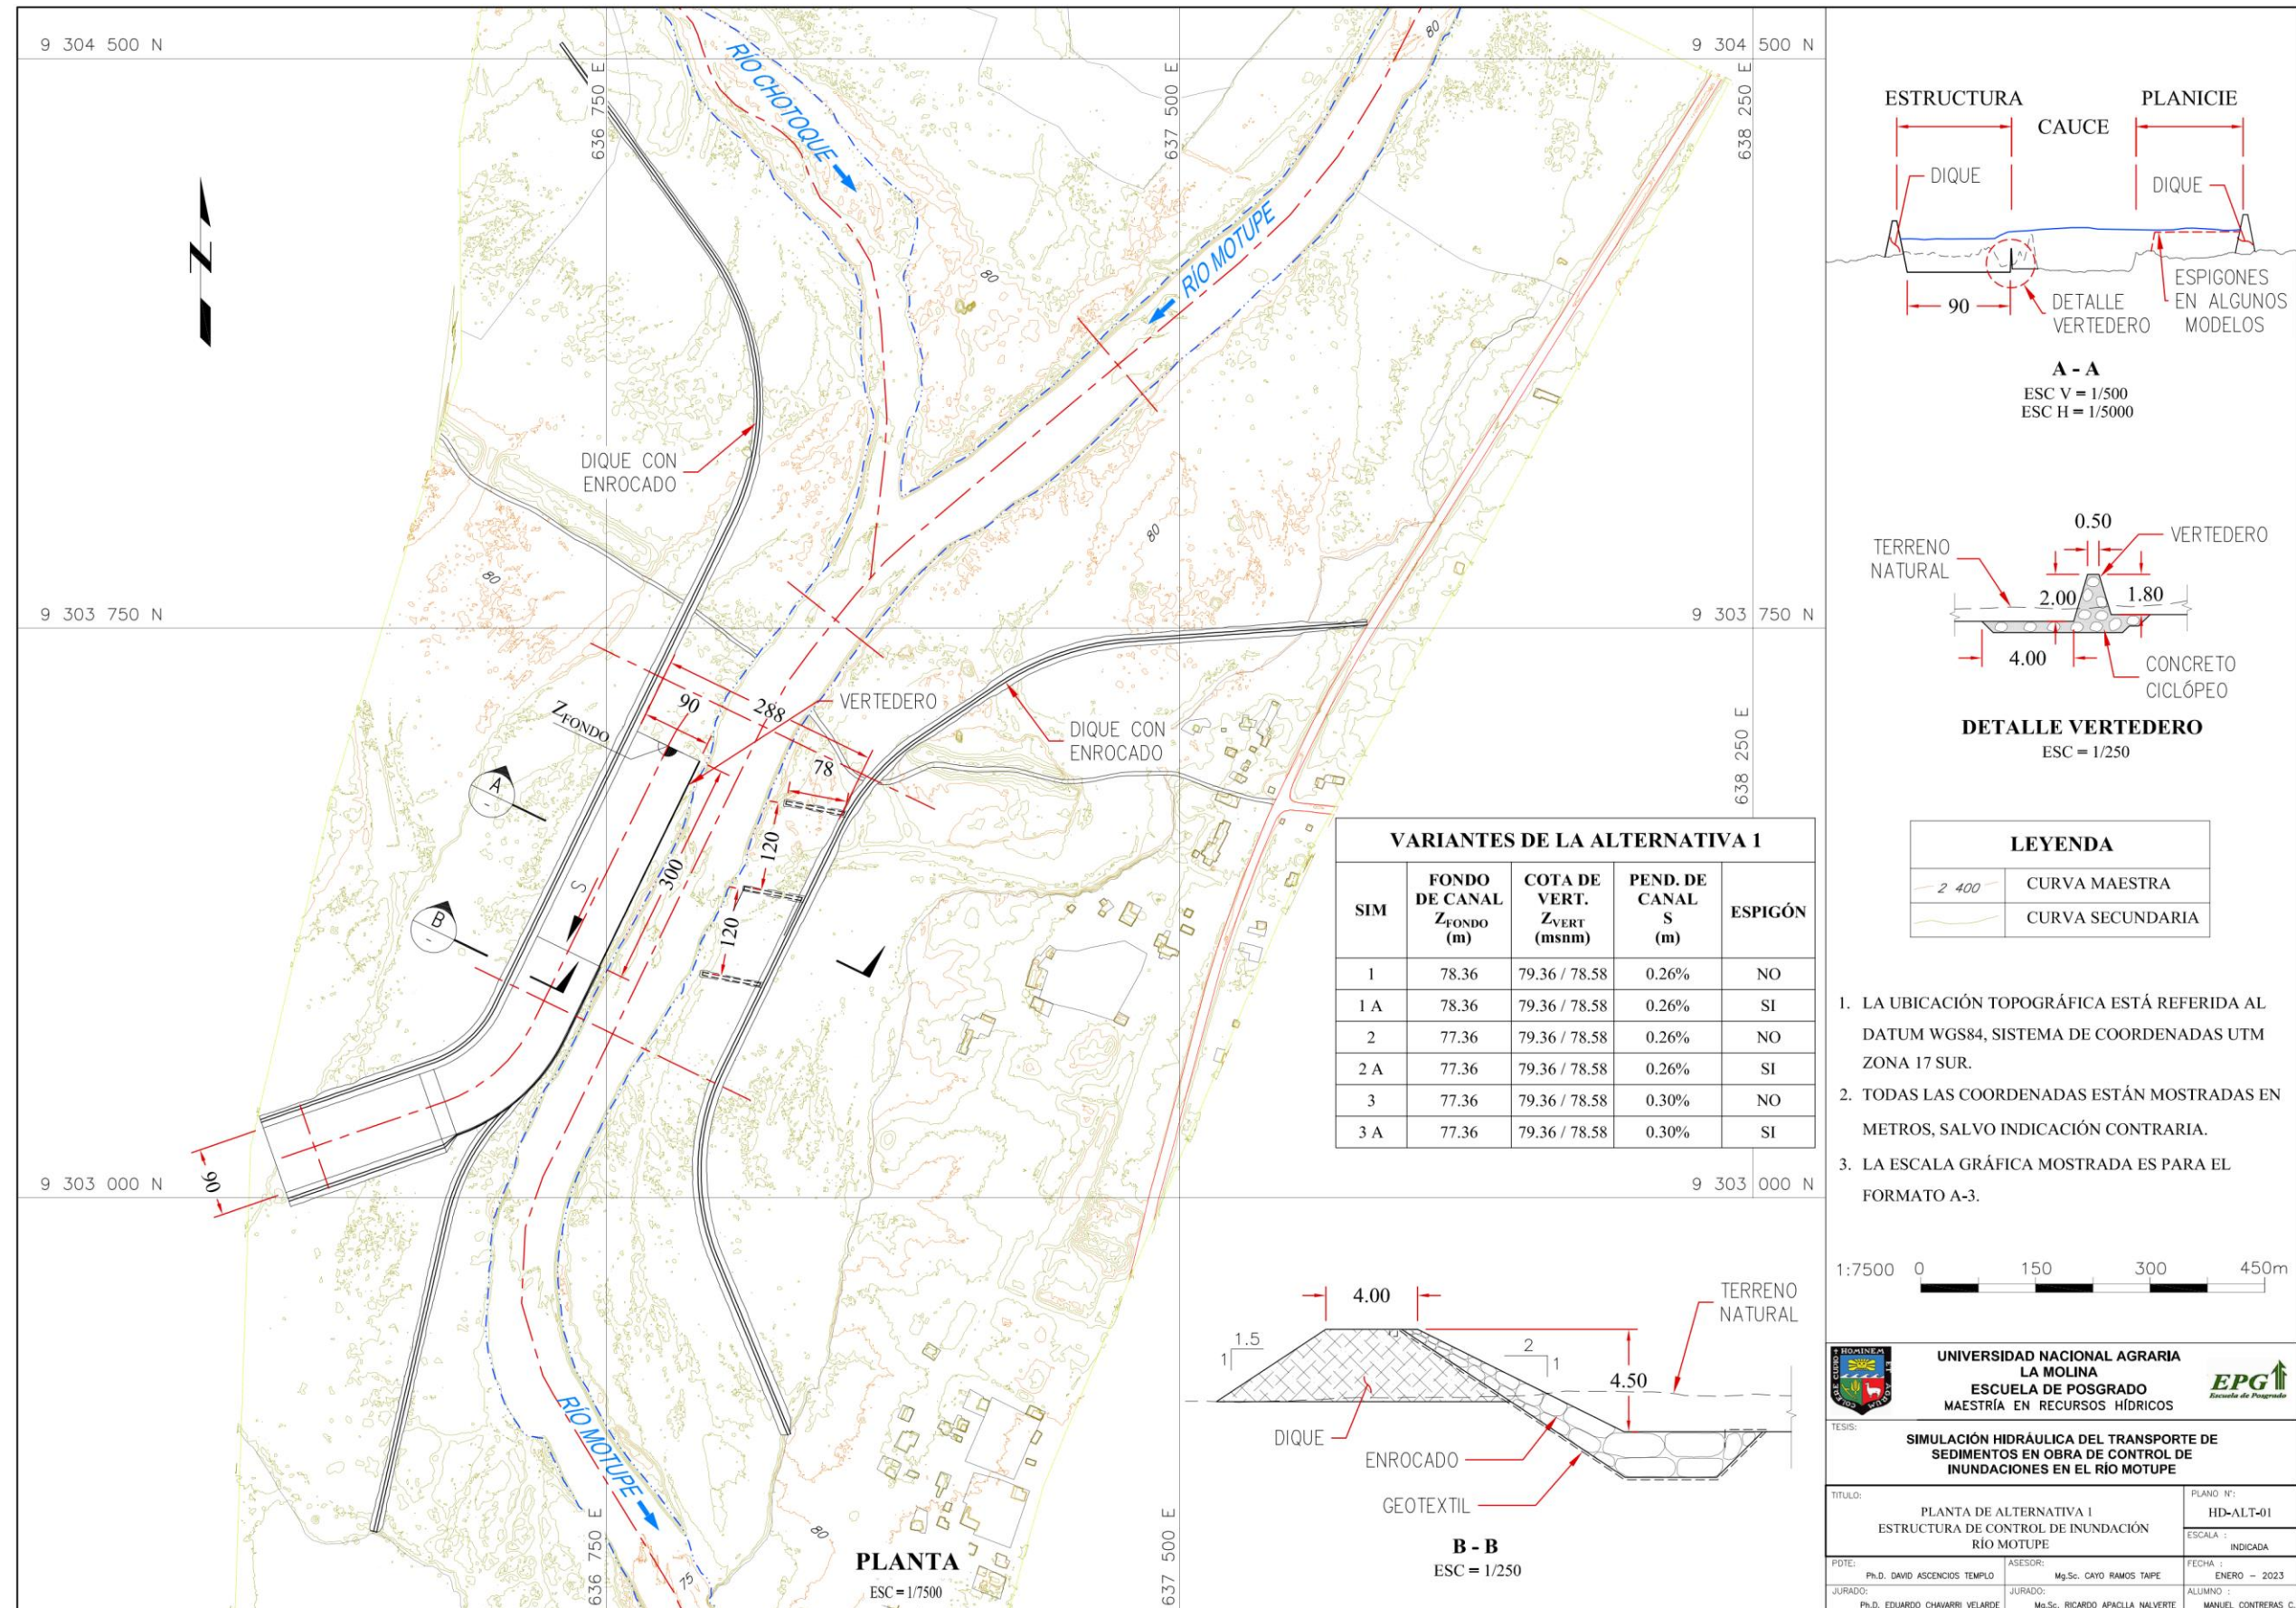 9 304 500 N
9 304 500 N
636 750 E
637 500 E
638 250 E
RÍO CHOTOQUE
RÍO MOTUPE
80
80
80
80
N
DIQUE CON
ENROCADO
9 303 750 N
9 303 750 N
Z FONDO
90
288
VERTEDERO
DIQUE CON
ENROCADO
78
A
-
B
-
S
300
120
120
638 250 E
90
9 303 000 N
9 303 000 N
RÍO MOTUPE
636 750 E
637 500 E
75
80
PLANTA
ESC = 1/7500
VARIANTES DE LA ALTERNATIVA 1
SIM
FONDO
DE CANAL
Z FONDO
(m)
COTA DE
VERT.
Z VERT
(msnm)
PEND. DE
CANAL
S
(m)
ESPIGÓN
1 78.36 79.36 / 78.58 0.26% NO
1 A 78.36 79.36 / 78.58 0.26% SI
2 77.36 79.36 / 78.58 0.26% NO
2 A 77.36 79.36 / 78.58 0.26% SI
3 77.36 79.36 / 78.58 0.30% NO
3 A 77.36 79.36 / 78.58 0.30% SI
4.00
1.5
1
2
1
4.50
TERRENO
NATURAL
DIQUE
ENROCADO
GEOTEXTIL
B - B
ESC = 1/250
ESTRUCTURA
PLANICIE
CAUCE
DIQUE
DIQUE
90
DETALLE
VERTEDERO
ESPIGONES
EN ALGUNOS
MODELOS
A - A
ESC V = 1/500
ESC H = 1/5000
0.50
TERRENO
NATURAL
VERTEDERO
2.00
1.80
4.00
CONCRETO
CICLÓPEO
DETALLE VERTEDERO
ESC = 1/250
LEYENDA
2 400 CURVA MAESTRA
CURVA SECUNDARIA
1. LA UBICACIÓN TOPOGRÁFICA ESTÁ REFERIDA AL
DATUM WGS84, SISTEMA DE COORDENADAS UTM
ZONA 17 SUR.
2. TODAS LAS COORDENADAS ESTÁN MOSTRADAS EN
METROS, SALVO INDICACIÓN CONTRARIA.
3. LA ESCALA GRÁFICA MOSTRADA ES PARA EL
FORMATO A-3.
1:7500 0 150 300 450m
UNIVERSIDAD NACIONAL AGRARIA
LA MOLINA
ESCUELA DE POSGRADO
MAESTRÍA EN RECURSOS HÍDRICOS
EPG
Escuela de Posgrado
TESIS:
SIMULACIÓN HIDRÁULICA DEL TRANSPORTE DE
SEDIMENTOS EN OBRA DE CONTROL DE
INUNDACIONES EN EL RÍO MOTUPE
TITULO:
PLANTA DE ALTERNATIVA 1
ESTRUCTURA DE CONTROL DE INUNDACIÓN
RÍO MOTUPE
PLANO N°:
HD-ALT-01
ESCALA :
INDICADA
PDTE:
Ph.D. DAVID ASCENCIOS TEMPLO
ASESOR:
Mg.Sc. CAYO RAMOS TAIPE
FECHA :
ENERO - 2023
JURADO:
Ph.D. EDUARDO CHAVARRI VELARDE
JURADO:
Mg.Sc. RICARDO APACLLA NALVERTE
ALUMNO :
MANUEL CONTRERAS C.